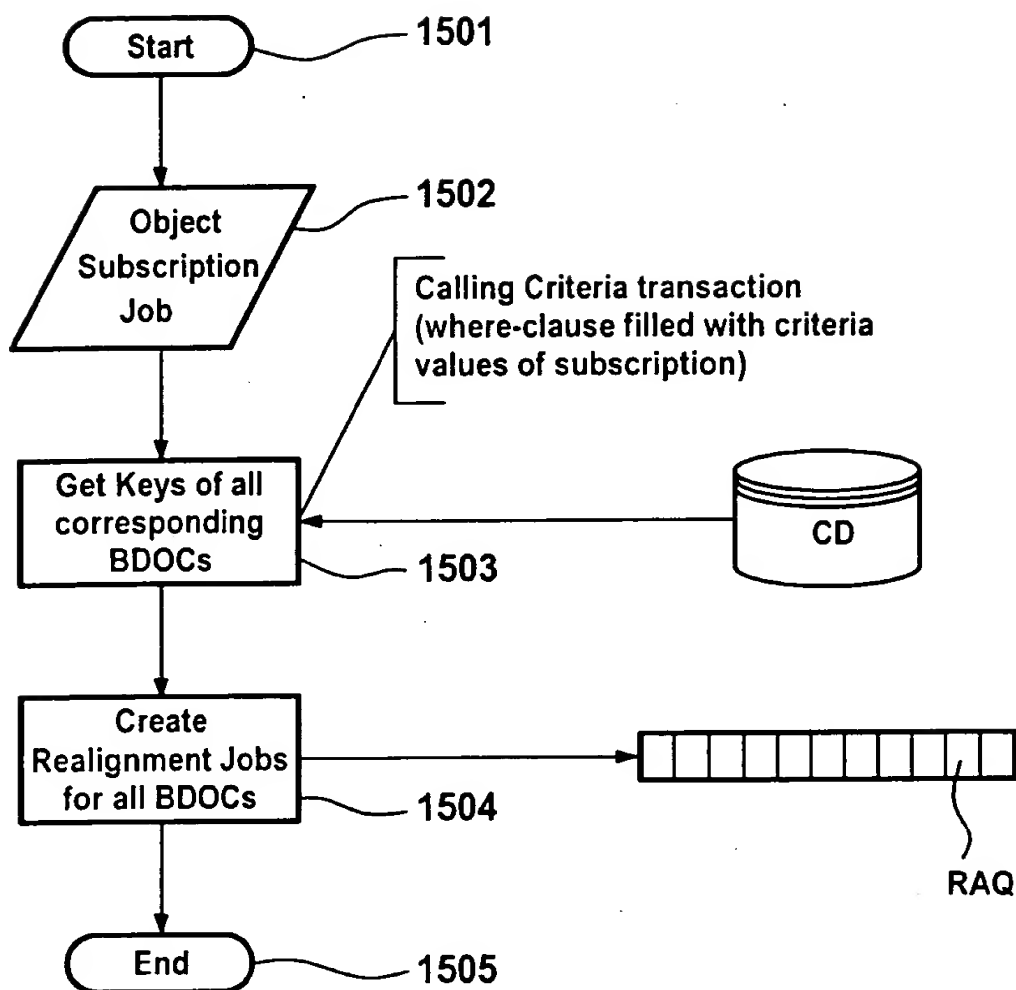 Start
1501
Object
Subscription
Job
1502
Calling Criteria transaction
(where-clause filled with criteria
values of subscription)
Get Keys of all
corresponding
BDOCs
1503
CD
Create
Realignment Jobs
for all BDOCs
1504
RAQ
End
1505